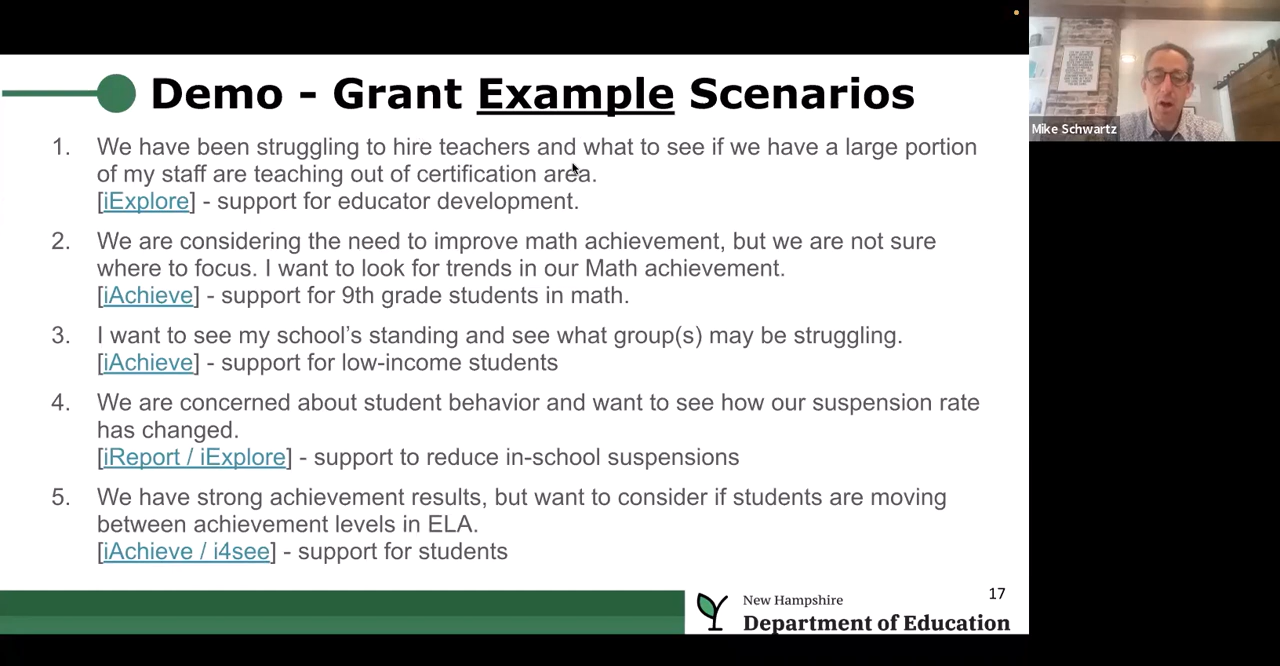 Demo - Grant Example Scenarios
1. We have been struggling to hire teachers and what to see if we have a large portion
of my staff are teaching out of certification area.
[iExplore] - support for educator development.
2. We are considering the need to improve math achievement, but we are not sure
where to focus. I want to look for trends in our Math achievement.
[iAchieve] - support for 9th grade students in math.
3. I want to see my school’s standing and see what group(s) may be struggling.
[iAchieve] - support for low-income students
4. We are concerned about student behavior and want to see how our suspension rate
has changed.
[iReport / iExplore] - support to reduce in-school suspensions
5. We have strong achievement results, but want to consider if students are moving
between achievement levels in ELA.
[iAchieve / i4see] - support for students
17
New Hampshire
Department of Education
Mike Schwartz